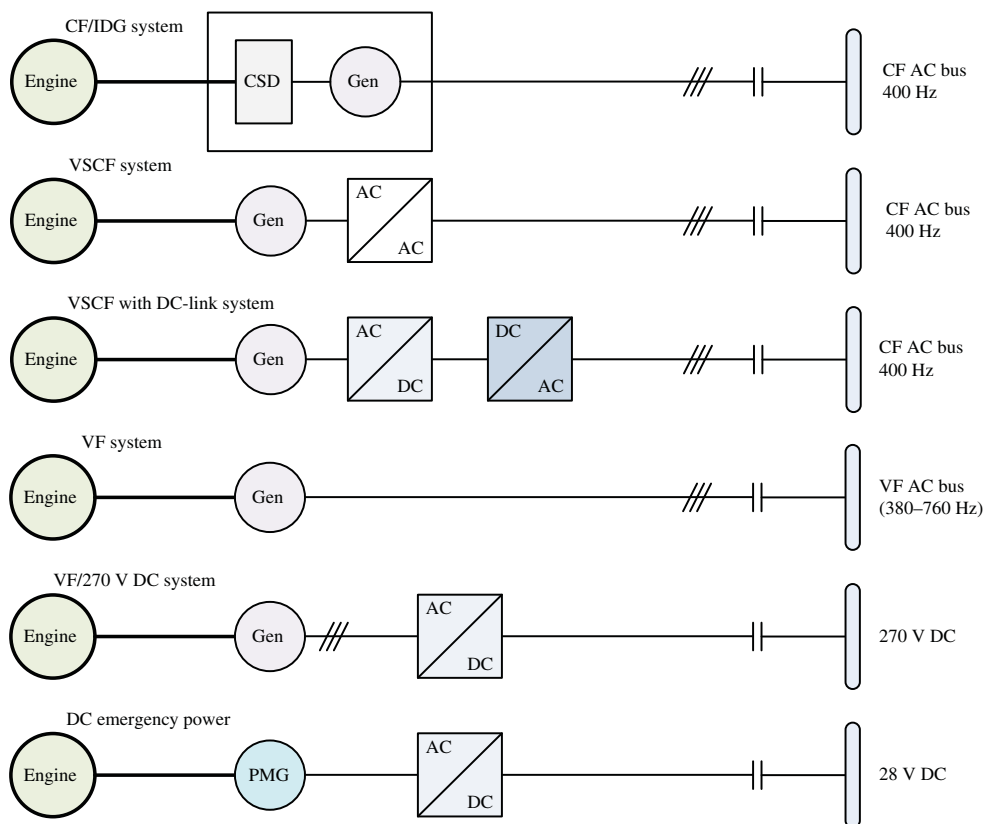 CF/IDG system
Engine
CSD
Gen
CF AC bus
400 Hz
VSCF system
Engine
Gen
AC
AC
CF AC bus
400 Hz
VSCF with DC-link system
Engine
Gen
AC
DC
DC
AC
CF AC bus
400 Hz
VF system
Engine
Gen
VF AC bus
(380–760 Hz)
VF/270 V DC system
Engine
Gen
AC
DC
270 V DC
DC emergency power
Engine
PMG
AC
DC
28 V DC